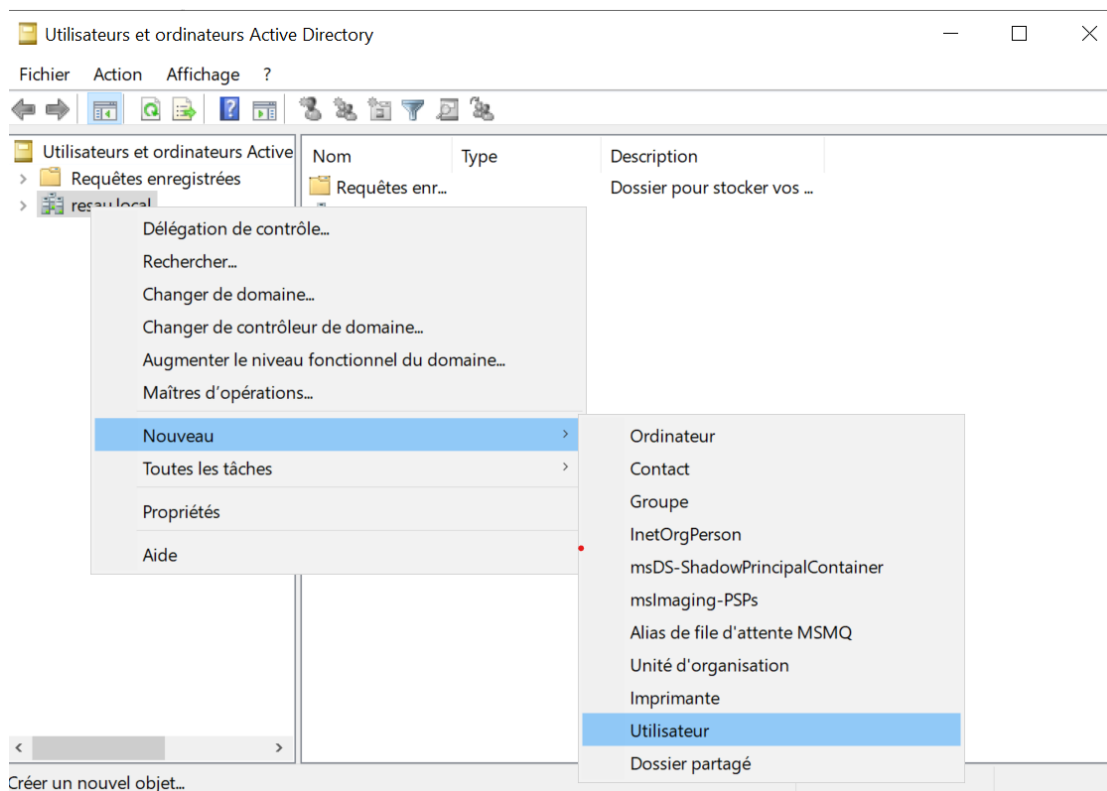 Utilisateurs et ordinateurs Active Directory
Fichier Action Affichage ?
Utilisateurs et ordinateurs Active
Requêtes enregistrées
resau.local
Nom Type Description
Requêtes enr... Dossier pour stocker vos ...
Délégation de contrôle...
Rechercher...
Changer de domaine...
Changer de contrôleur de domaine...
Augmenter le niveau fonctionnel du domaine...
Maîtres d'opérations...
Nouveau
Toutes les tâches
Propriétés
Aide
Ordinateur
Contact
Groupe
InetOrgPerson
msDS-ShadowPrincipalContainer
msImaging-PSPs
Alias de file d'attente MSMQ
Unité d'organisation
Imprimante
Utilisateur
Dossier partagé
Créer un nouvel objet...